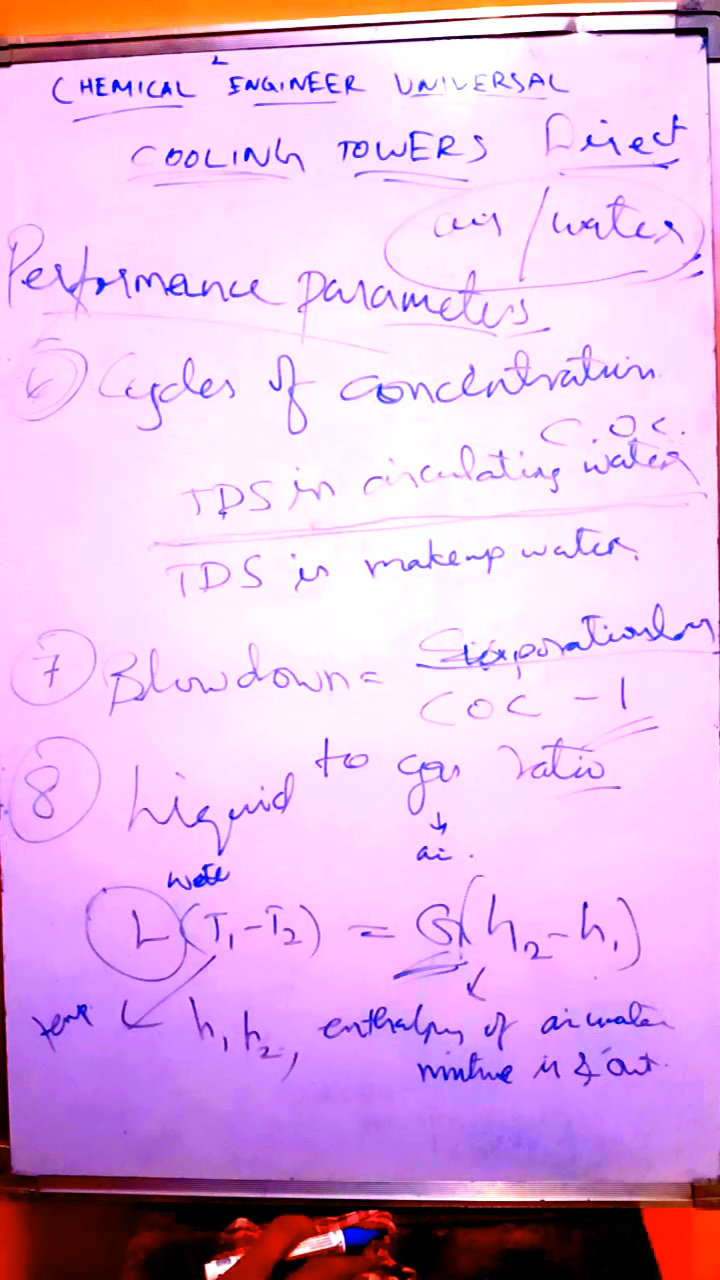 CHEMICAL ENGINEER UNIVERSAL
COOLING TOWERS Direct
air / water
Performance parameters
6 Cycles of concentration
C.O.C.
TDS in circulating water
TDS in makeup water
7 Blowdown = Evaporation loss
COC - 1
8 Liquid to gas ratio
air
L(T₁-T₂) = G(h₂-h₁)
h₁ h₂, enthalpy of air water
in & out